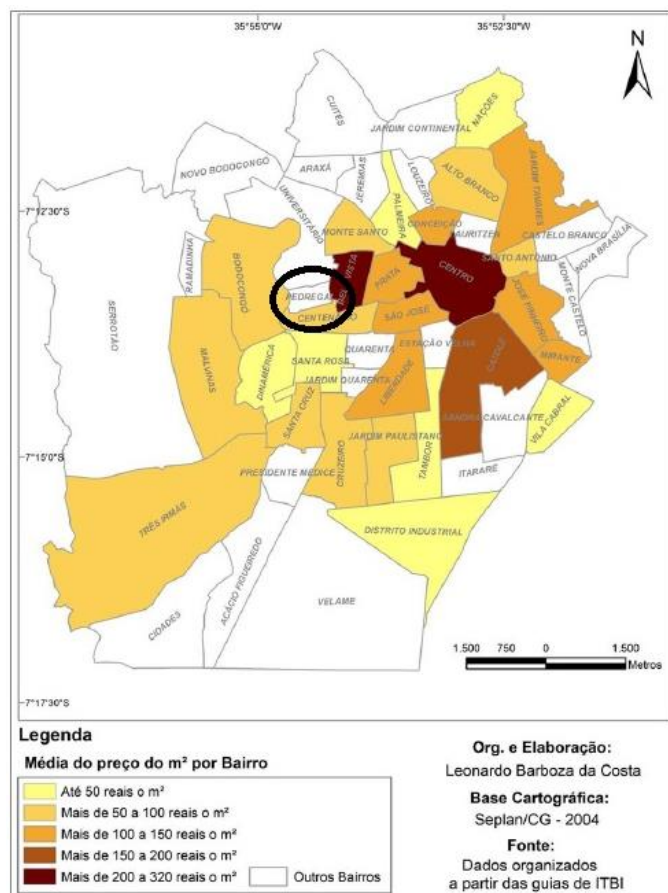 35°55'0"W
35°52'30"W
N
CUITÉS
NAÇÕES
JARDIM CONTINENTAL
NOVO BODOCONGÓ
ARAXÁ
JEREMIAS
LOUZEIRO
ALTO BRANCO
JARDIM TAVARES
UNIVERSITÁRIO
PALMEIRA
7°12'30"S
MONTE SANTO
CONCEIÇÃO
AURITZER
CASTELO BRANCO
NOVA BRASÍLIA
RAMADINHA
BODOCONGÓ
VISTA
PRATA
CENTRO
SANTO ANTÔNIO
MONTE CASTELO
PEDREGAL
SERROTÃO
CENTENÁRIO
SÃO JOSÉ
JOSÉ PINHEIRO
MALVINAS
DINAMÉRICA
SANTA ROSA
QUARENTA
ESTAÇÃO VELHA
CATOLÉ
MIRANTE
JARDIM QUARENTA
LIBERDADE
SANTA CRUZ
SANDRA CAVALCANTE
VILA CABRAL
JARDIM PAULISTANO
TAMBOR
7°15'0"S
PRESIDENTE MÉDICE
CRUZEIRO
ITARARÉ
TRÊS IRMÃS
DISTRITO INDUSTRIAL
ACÁCIO FIGUEIREDO
VELAME
CIDADES
1.500 750 0 1.500
Metros
7°17'30"S
Legenda
Média do preço do m² por Bairro
Até 50 reais o m²
Mais de 50 a 100 reais o m²
Mais de 100 a 150 reais o m²
Mais de 150 a 200 reais o m²
Mais de 200 a 320 reais o m²
Outros Bairros
Org. e Elaboração:
Leonardo Barboza da Costa
Base Cartográfica:
Seplan/CG - 2004
Fonte:
Dados organizados
a partir das guias de ITBI